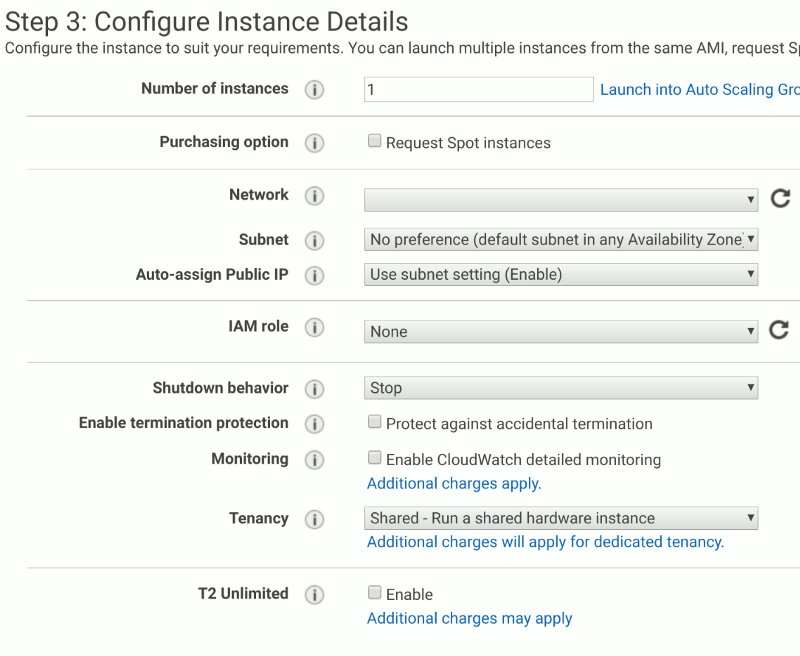 Step 3: Configure Instance Details
Configure the instance to suit your requirements. You can launch multiple instances from the same AMI, request Sp
Number of instances i 1 Launch into Auto Scaling Gro
Purchasing option i Request Spot instances
Network i
Subnet i No preference (default subnet in any Availability Zone)
Auto-assign Public IP i Use subnet setting (Enable)
IAM role i None
Shutdown behavior i Stop
Enable termination protection i Protect against accidental termination
Monitoring i Enable CloudWatch detailed monitoring
Additional charges apply.
Tenancy i Shared - Run a shared hardware instance
Additional charges will apply for dedicated tenancy.
T2 Unlimited i Enable
Additional charges may apply